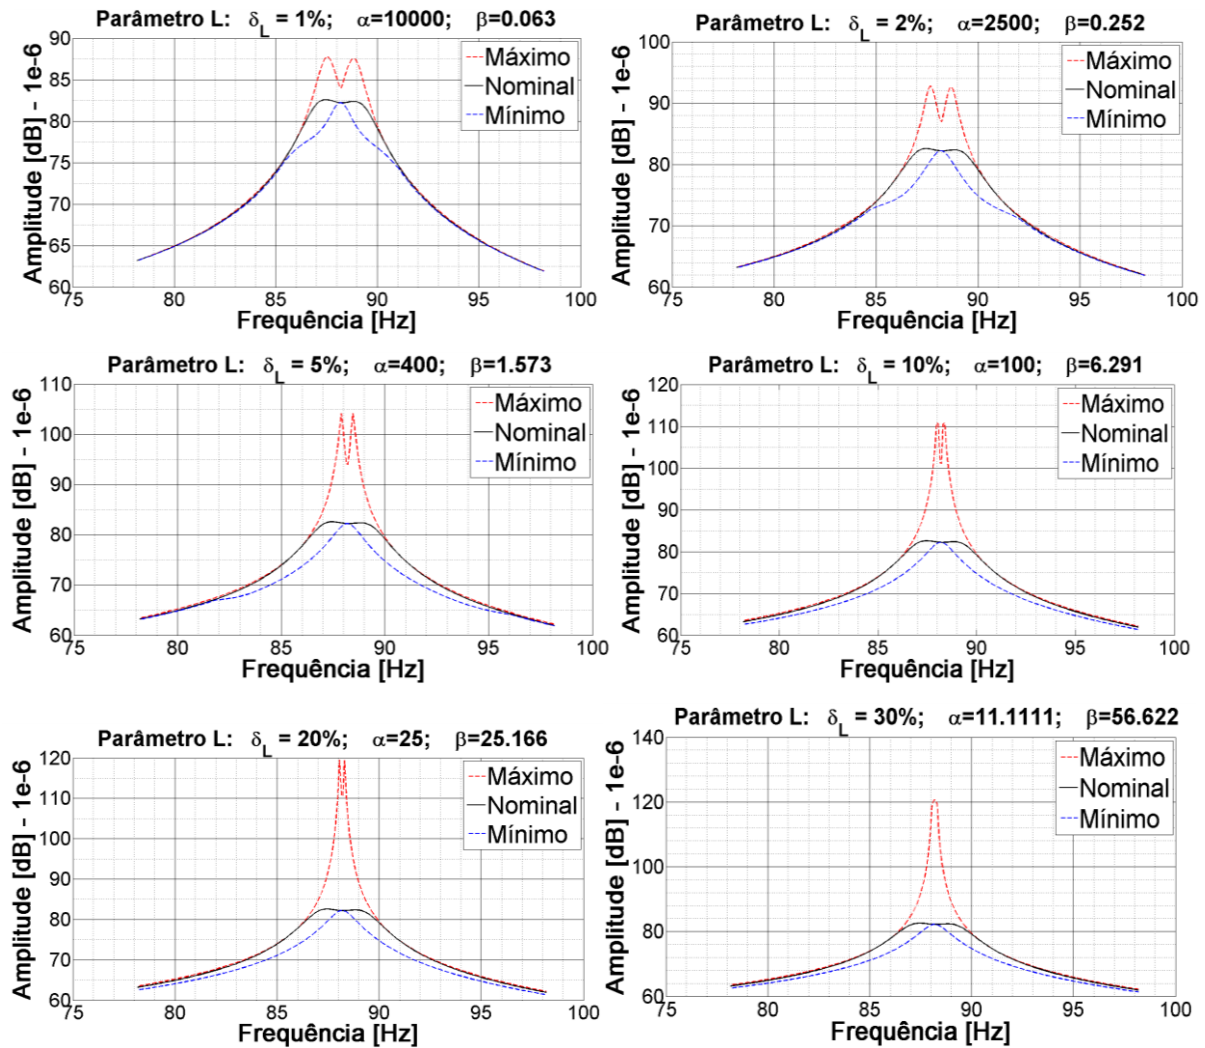 Parâmetro L: δ_L = 1%; α=10000; β=0.063
Amplitude [dB] - 1e-6
90
85
80
75
70
65
60
Máximo
Nominal
Mínimo
75 80 85 90 95 100
Frequência [Hz]
Parâmetro L: δ_L = 2%; α=2500; β=0.252
Amplitude [dB] - 1e-6
100
90
80
70
60
Máximo
Nominal
Mínimo
75 80 85 90 95 100
Frequência [Hz]
Parâmetro L: δ_L = 5%; α=400; β=1.573
Amplitude [dB] - 1e-6
110
100
90
80
70
60
Máximo
Nominal
Mínimo
75 80 85 90 95 100
Frequência [Hz]
Parâmetro L: δ_L = 10%; α=100; β=6.291
Amplitude [dB] - 1e-6
120
110
100
90
80
70
60
Máximo
Nominal
Mínimo
75 80 85 90 95 100
Frequência [Hz]
Parâmetro L: δ_L = 20%; α=25; β=25.166
Amplitude [dB] - 1e-6
120
110
100
90
80
70
60
Máximo
Nominal
Mínimo
75 80 85 90 95 100
Frequência [Hz]
Parâmetro L: δ_L = 30%; α=11.1111; β=56.622
Amplitude [dB] - 1e-6
140
120
100
80
60
Máximo
Nominal
Mínimo
75 80 85 90 95 100
Frequência [Hz]